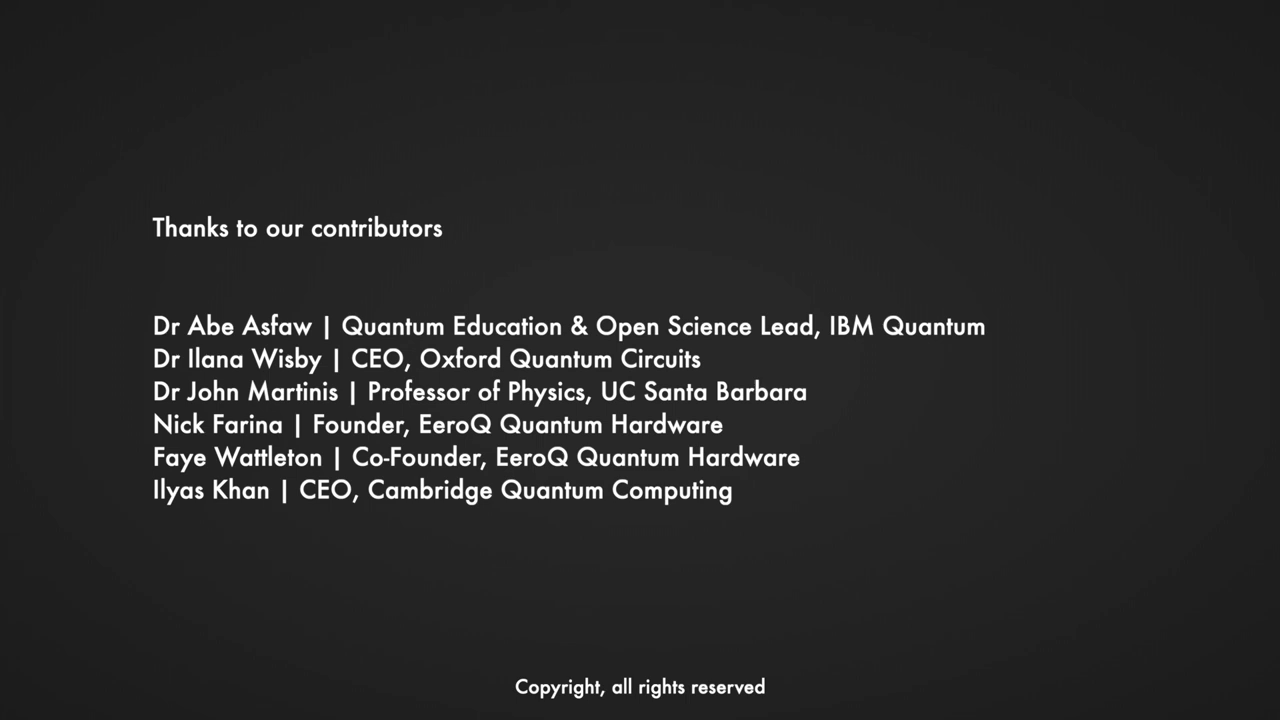 Thanks to our contributors
Dr Abe Asfaw | Quantum Education & Open Science Lead, IBM Quantum
Dr Ilana Wisby | CEO, Oxford Quantum Circuits
Dr John Martinis | Professor of Physics, UC Santa Barbara
Nick Farina | Founder, EeroQ Quantum Hardware
Faye Wattleton | Co-Founder, EeroQ Quantum Hardware
Ilyas Khan | CEO, Cambridge Quantum Computing
Copyright, all rights reserved